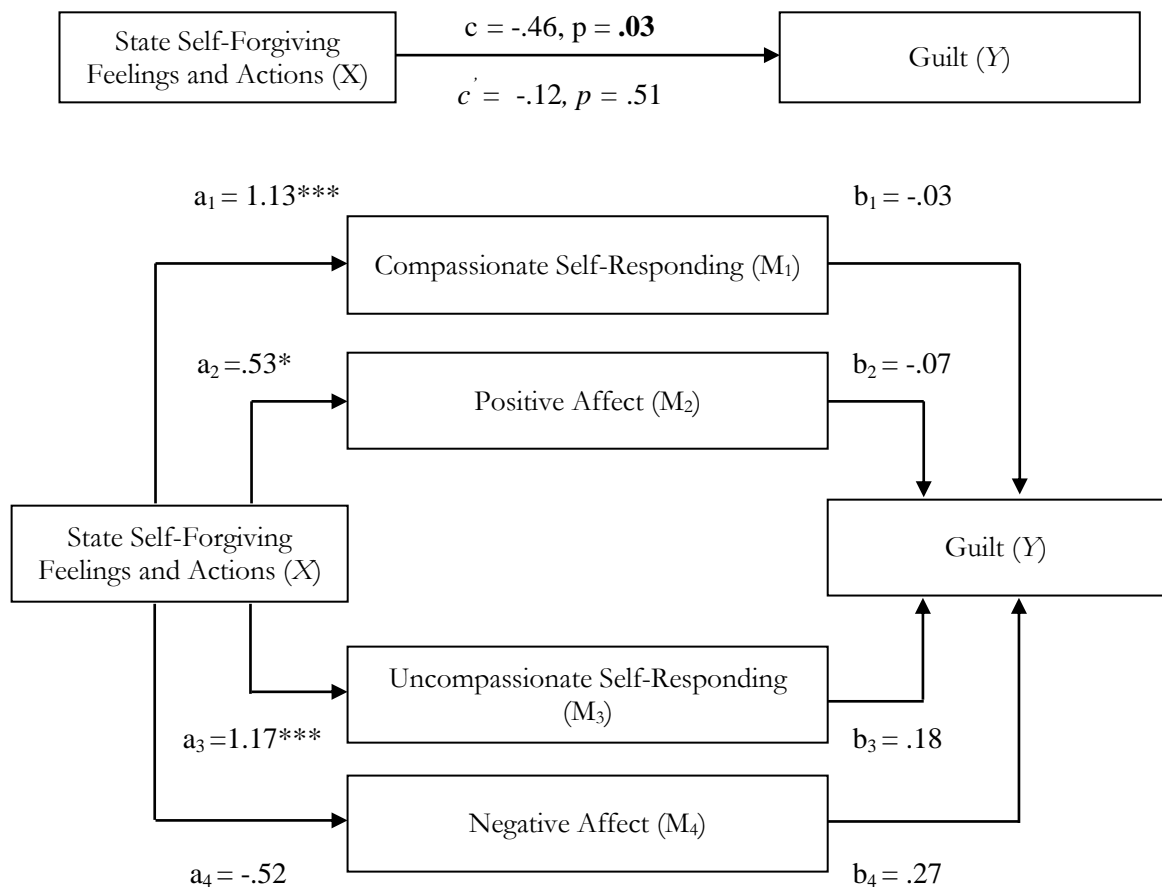 c = -.46, p = .03
State Self-Forgiving
Feelings and Actions (X)
Guilt (Y)
c' = -.12, p = .51
a₁ = 1.13***
b₁ = -.03
Compassionate Self-Responding (M₁)
a₂ =.53*
b₂ = -.07
Positive Affect (M₂)
State Self-Forgiving
Feelings and Actions (X)
Guilt (Y)
Uncompassionate Self-Responding
(M₃)
a₃ =1.17***
b₃ = .18
Negative Affect (M₄)
a₄ = -.52
b₄ = .27